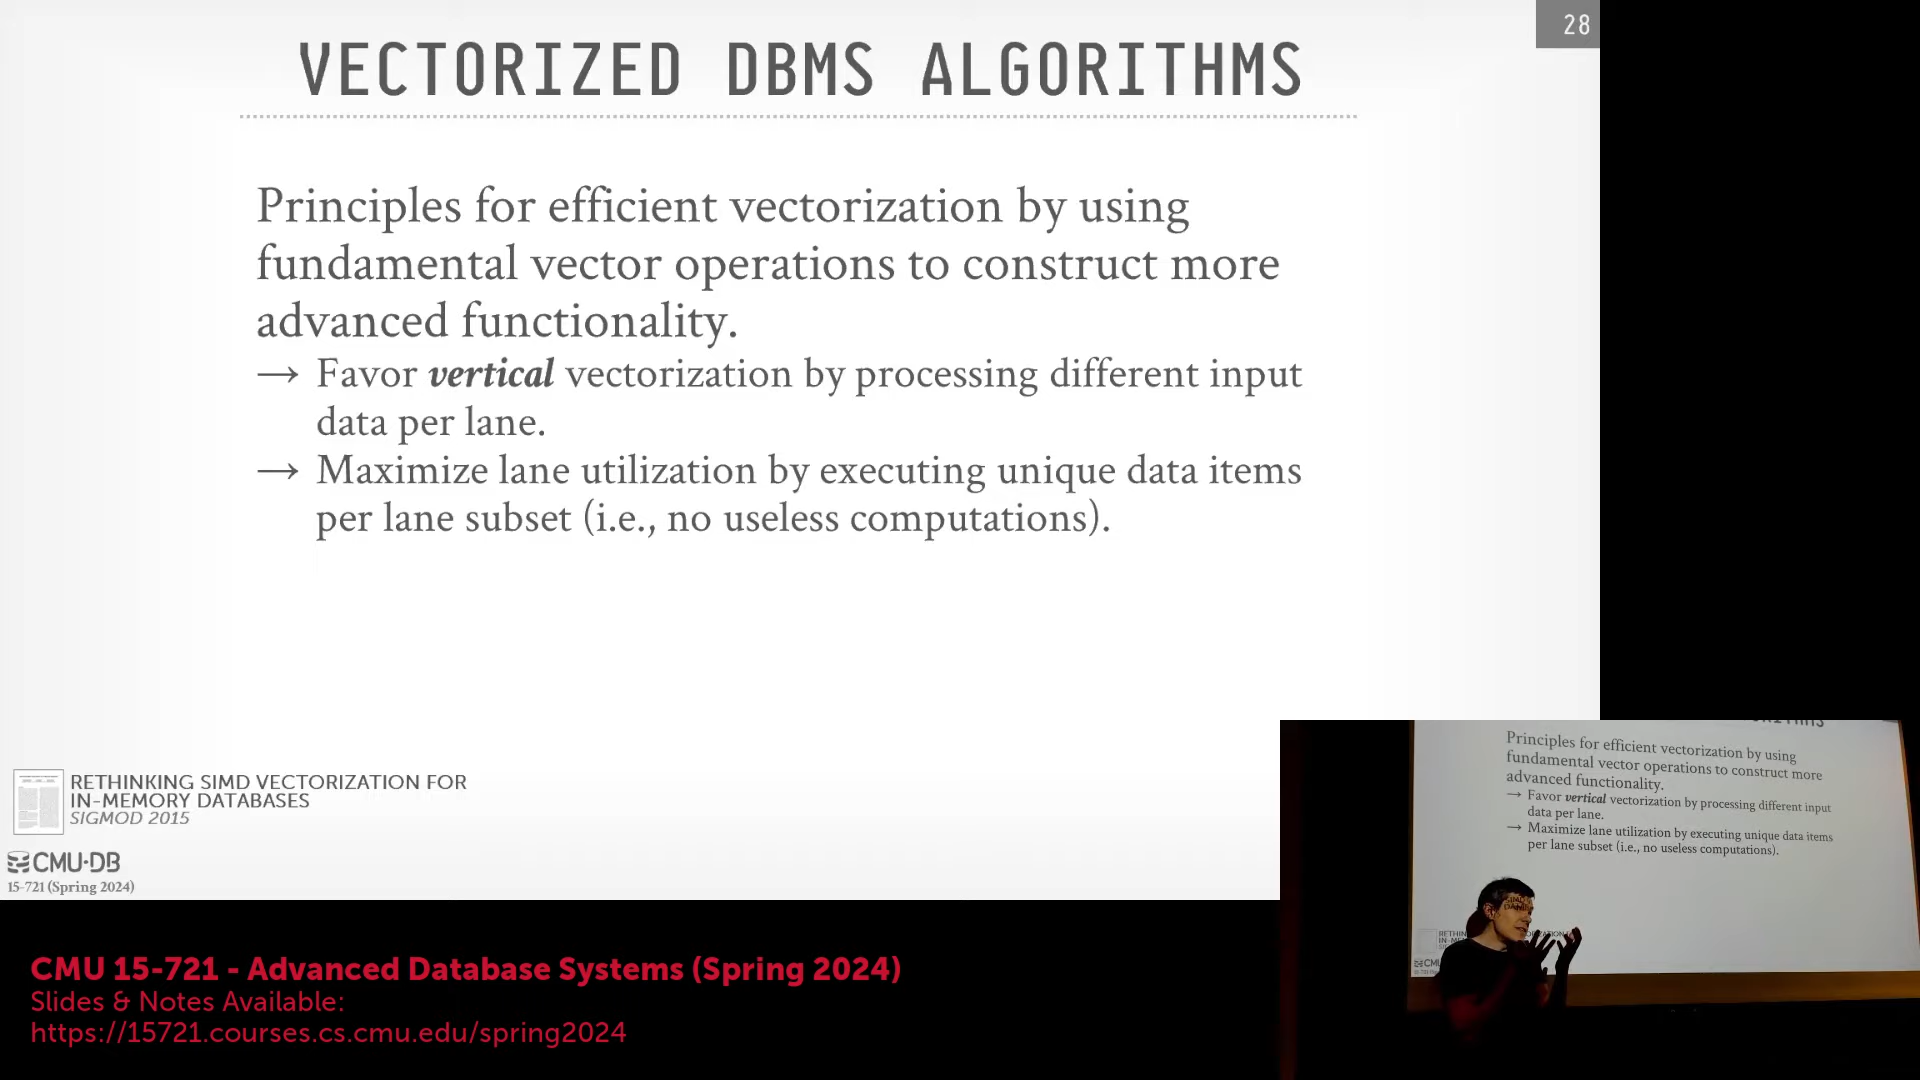 28
VECTORIZED DBMS ALGORITHMS
Principles for efficient vectorization by using
fundamental vector operations to construct more
advanced functionality.
→ Favor vertical vectorization by processing different input
data per lane.
→ Maximize lane utilization by executing unique data items
per lane subset (i.e., no useless computations).
RETHINKING SIMD VECTORIZATION FOR
IN-MEMORY DATABASES
SIGMOD 2015
CMU·DB
15-721 (Spring 2024)
Principles for efficient vectorization by using
fundamental vector operations to construct more
advanced functionality.
→ Favor vertical vectorization by processing different input
data per lane.
→ Maximize lane utilization by executing unique data items
per lane subset (i.e., no useless computations).
CMU 15-721 - Advanced Database Systems (Spring 2024)
Slides & Notes Available:
https://15721.courses.cs.cmu.edu/spring2024